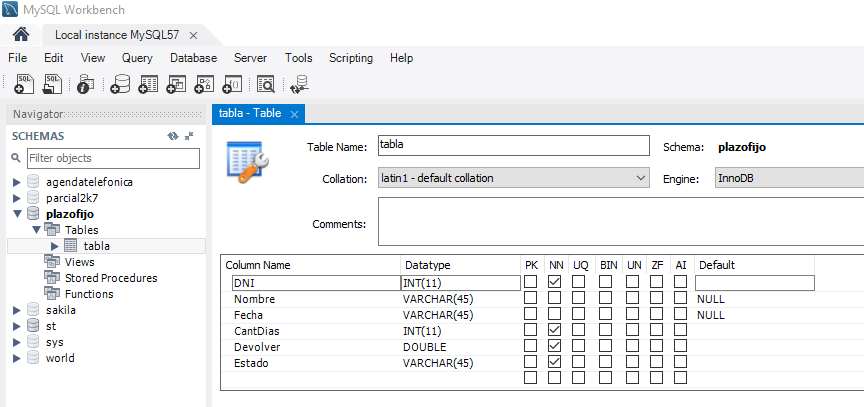 MySQL Workbench
Local instance MySQL57
File Edit View Query Database Server Tools Scripting Help
SQL SQL
Navigator
SCHEMAS
Filter objects
agendatelefonica
parcial2k7
plazofijo
Tables
tabla
Views
Stored Procedures
Functions
sakila
st
sys
world
tabla - Table
Table Name: tabla Schema: plazofijo
Collation: latin1 - default collation Engine: InnoDB
Comments:
Column Name Datatype PK NN UQ BIN UN ZF AI Default
DNI INT(11)
Nombre VARCHAR(45) NULL
Fecha VARCHAR(45) NULL
CantDias INT(11)
Devolver DOUBLE
Estado VARCHAR(45)